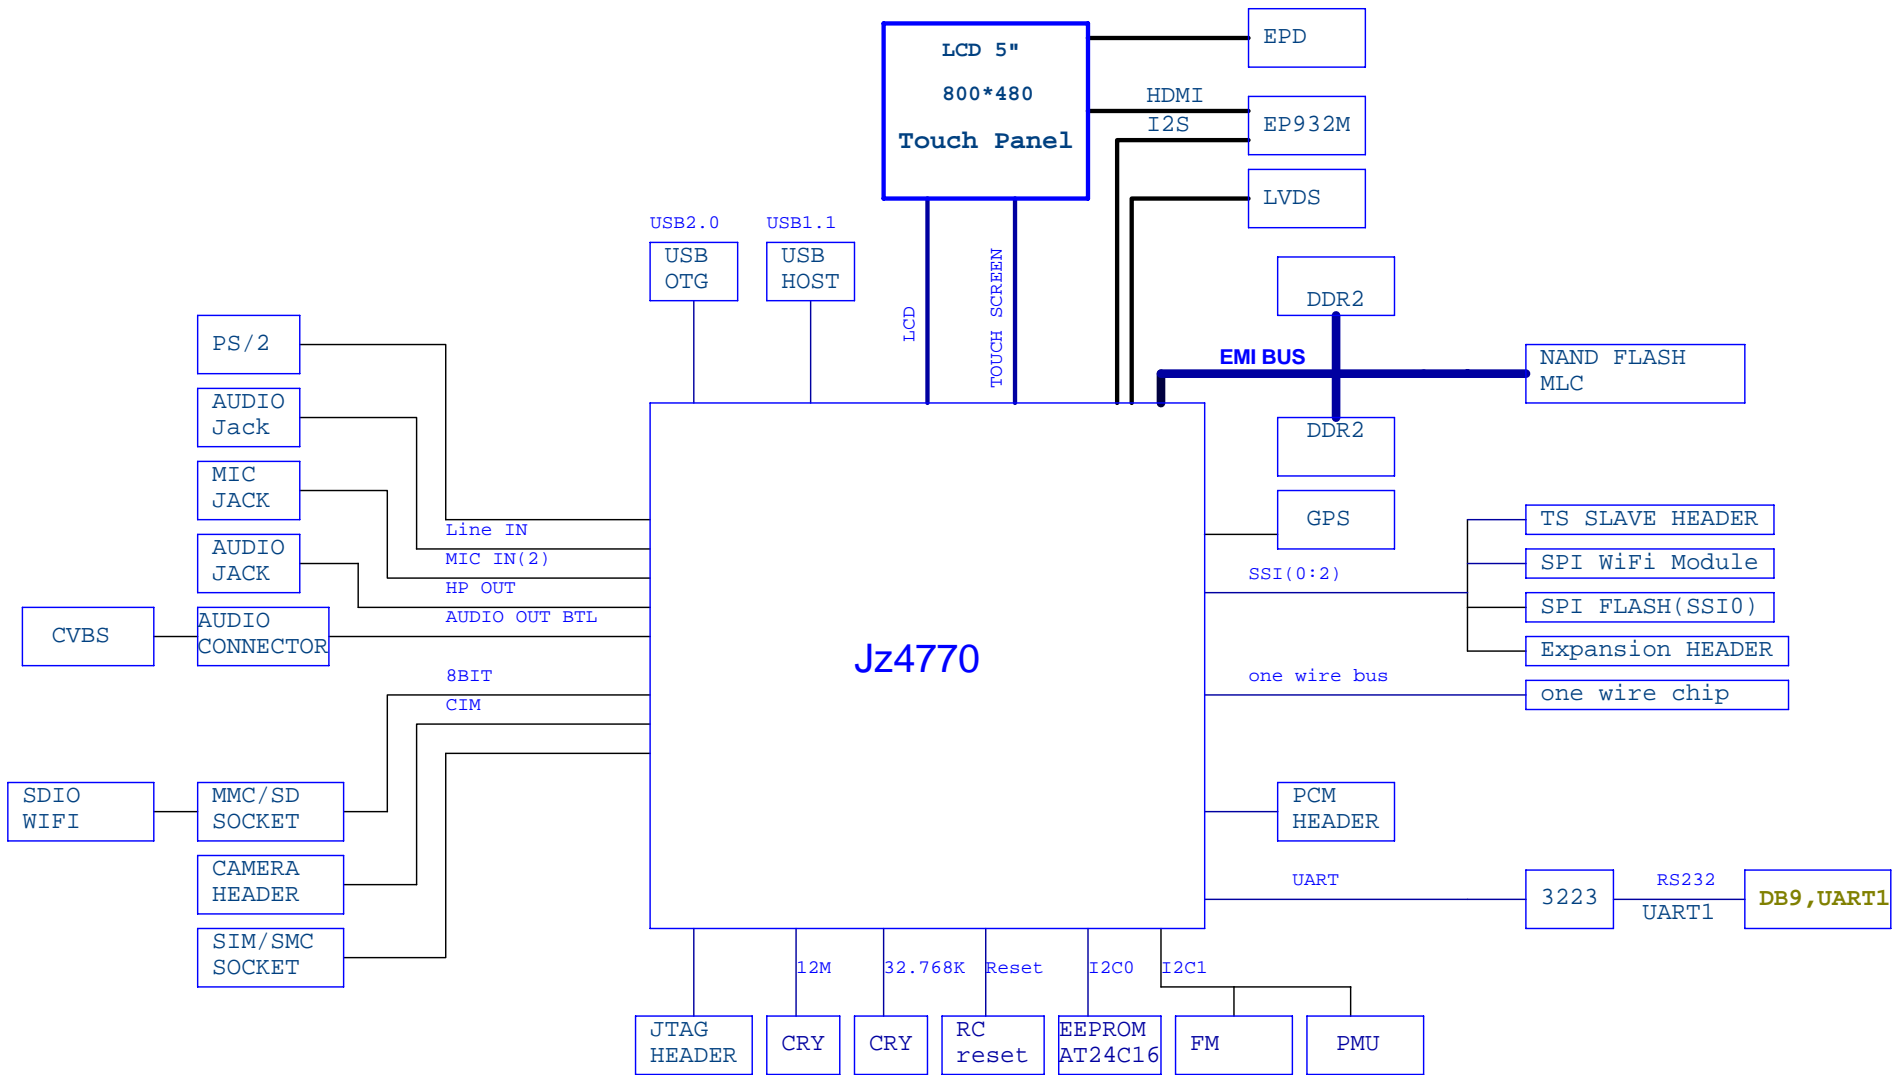 LCD 5"
800*480
Touch Panel
EPD
HDMI
I2S
EP932M
LVDS
USB2.0
USB
OTG
USB1.1
USB
HOST
LCD
TOUCH SCREEN
DDR2
EMI BUS
NAND FLASH
MLC
DDR2
PS/2
AUDIO
Jack
MIC
JACK
AUDIO
JACK
CVBS
AUDIO
CONNECTOR
Line IN
MIC IN(2)
HP OUT
AUDIO OUT BTL
8BIT
CIM
Jz4770
GPS
SSI(0:2)
TS SLAVE HEADER
SPI WiFi Module
SPI FLASH(SSI0)
Expansion HEADER
one wire bus
one wire chip
SDIO
WIFI
MMC/SD
SOCKET
CAMERA
HEADER
SIM/SMC
SOCKET
PCM
HEADER
UART
3223
RS232
UART1
DB9,UART1
12M
32.768K
Reset
I2C0
I2C1
JTAG
HEADER
CRY
CRY
RC
reset
EEPROM
AT24C16
FM
PMU